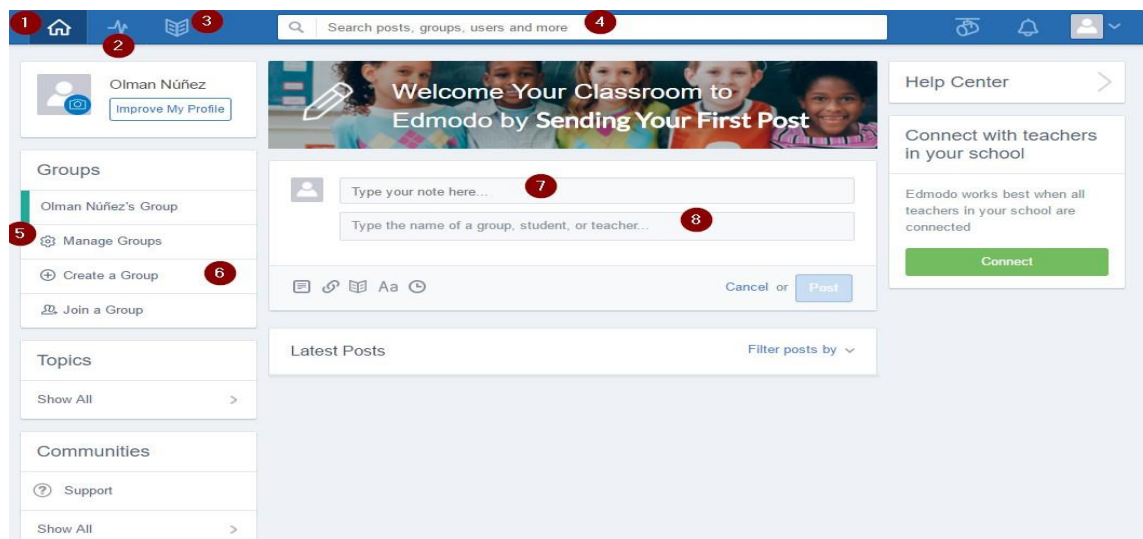 1
2
3
Search posts, groups, users and more 4
Olman Núñez
Improve My Profile
Groups
Olman Núñez's Group
5
Manage Groups
Create a Group 6
Join a Group
Topics
Show All >
Communities
Support
Show All >
Welcome Your Classroom to
Edmodo by Sending Your First Post
Type your note here... 7
Type the name of a group, student, or teacher... 8
Aa
Cancel or Post
Latest Posts
Filter posts by
Help Center
Connect with teachers
in your school
Edmodo works best when all
teachers in your school are
connected
Connect